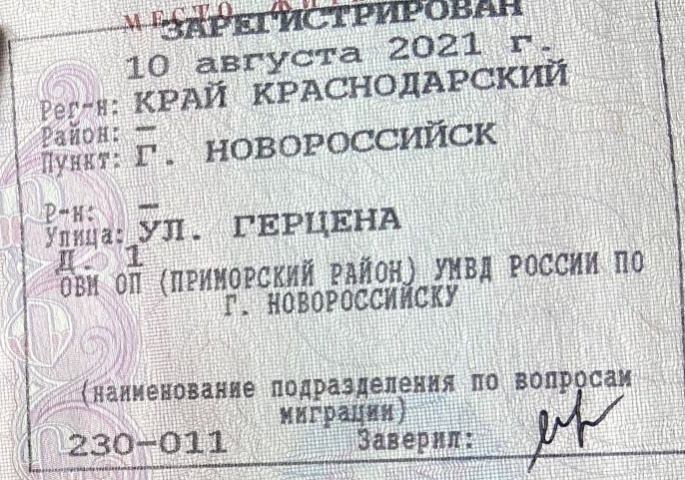 МЕСТО
ЗАРЕГИСТРИРОВАН
10 августа 2021 г.
Рег-н: КРАЙ КРАСНОДАРСКИЙ
Район: –
Пункт: Г. НОВОРОССИЙСК
Р-н: –
Улица: УЛ. ГЕРЦЕНА
Д. 1
ОВМ ОП (ПРИМОРСКИЙ РАЙОН) УМВД РОССИИ ПО
Г. НОВОРОССИЙСКУ
(наименование подразделения по вопросам
миграции)
230-011 Заверил: